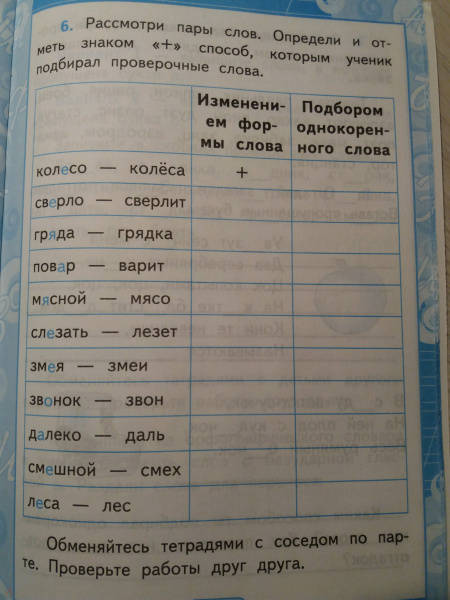 6. Рассмотри пары слов. Определи и от-
меть знаком «+» способ, которым ученик
подбирал проверочные слова.
Изменени-
ем фор-
мы слова
Подбором
однокорен-
ного слова
колесо — колёса +
сверло — сверлит
гряда — грядка
повар — варит
мясной — мясо
слезать — лезет
змея — змеи
звонок — звон
далеко — даль
смешной — смех
леса — лес
Обменяйтесь тетрадями с соседом по пар-
те. Проверьте работы друг друга.